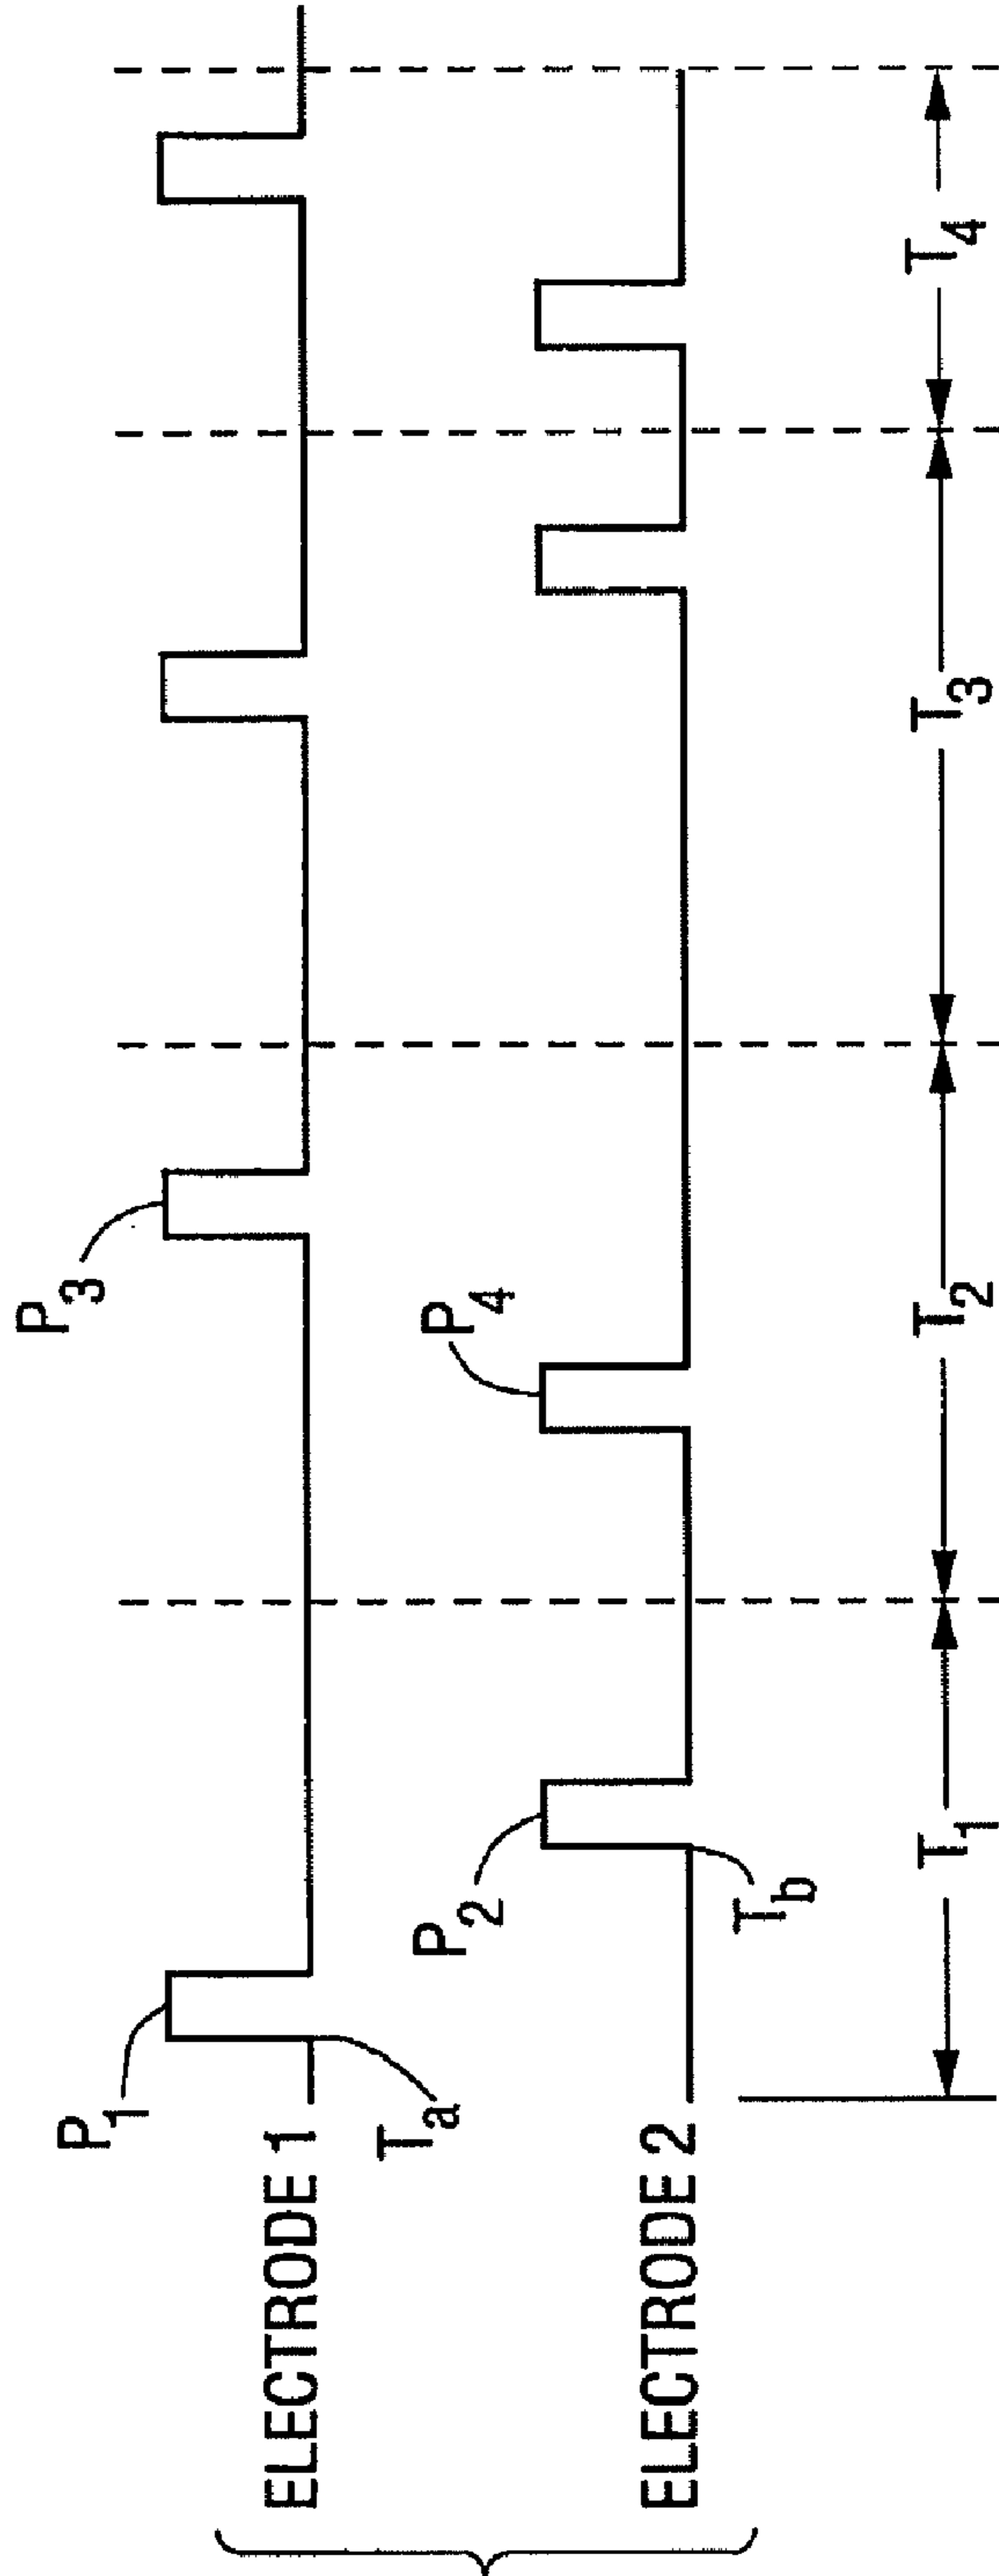 P1
P3
ELECTRODE 1
Ta
P2
P4
ELECTRODE 2
Tb
T1
T2
T3
T4